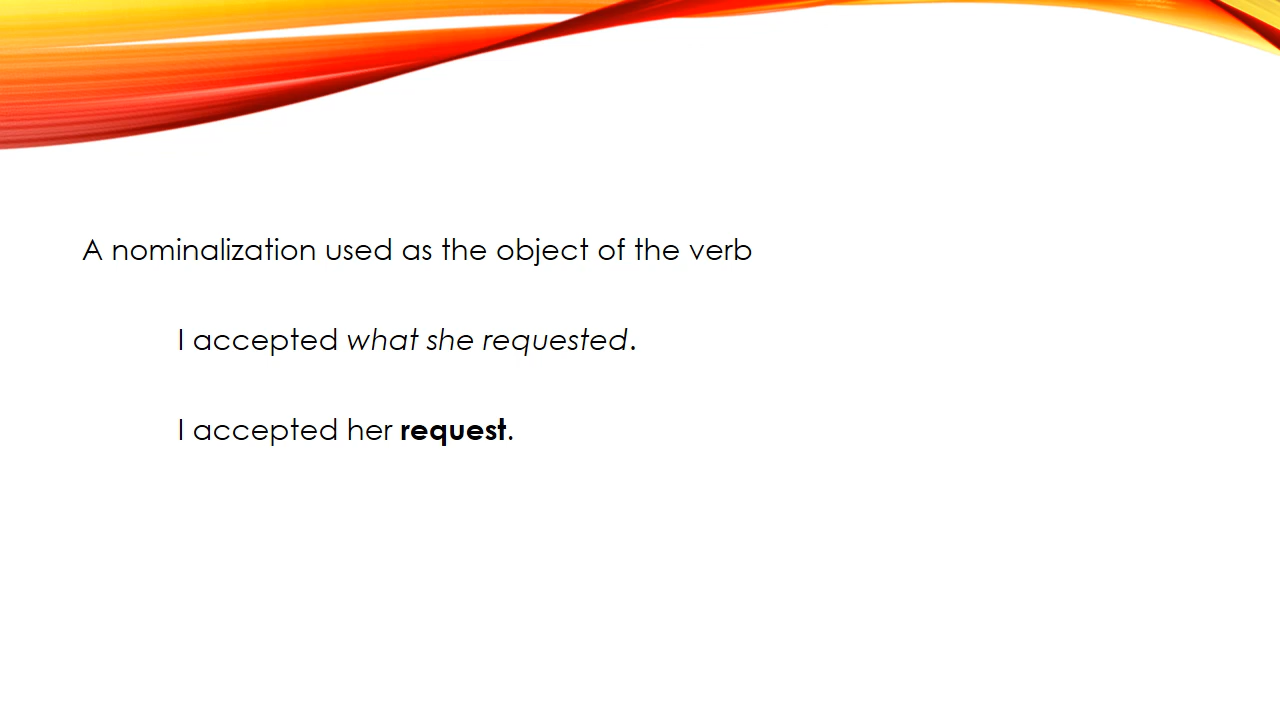 A nominalization used as the object of the verb
I accepted what she requested.
I accepted her request.